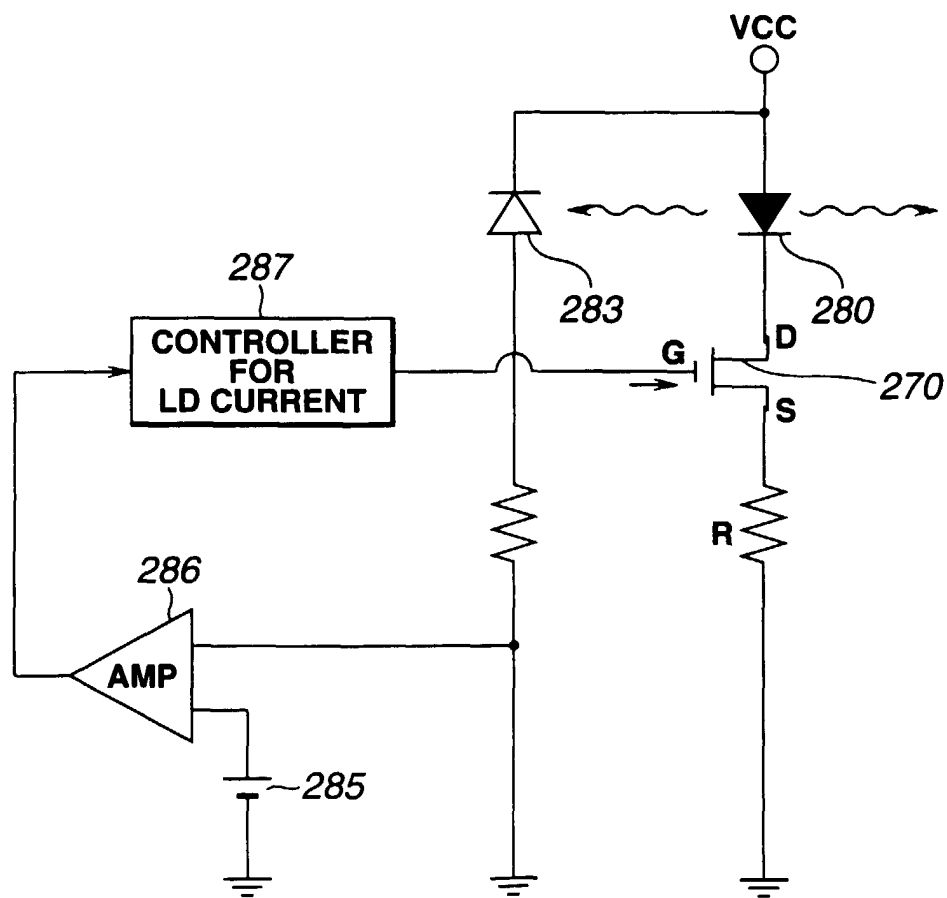 VCC
283
280
287
CONTROLLER
FOR
LD CURRENT
G
D
270
S
R
286
AMP
285